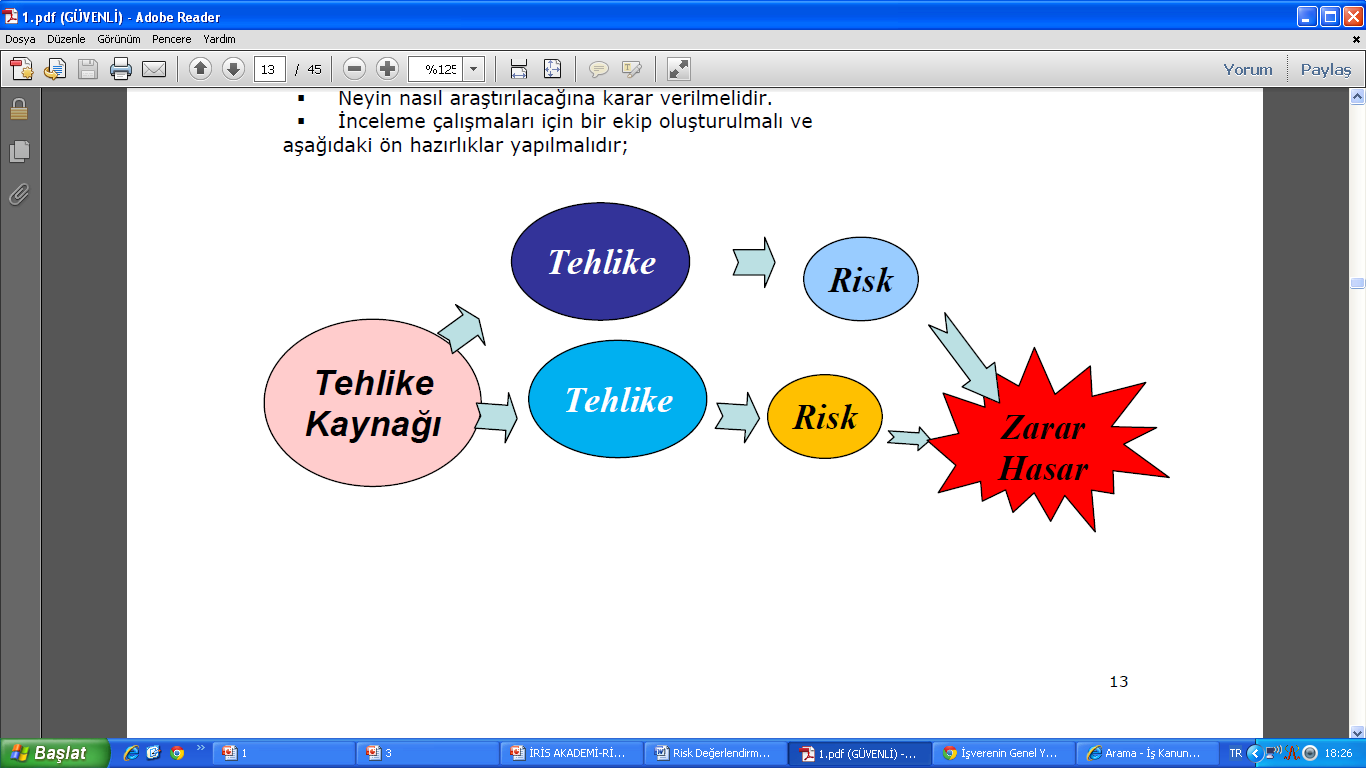 1.pdf (GÜVENLİ) - Adobe Reader
Dosya Düzenle Görünüm Pencere Yardım
13 / 45 %125 Yorum Paylaş
▪ Neyin nasıl araştırılacağına karar verilmelidir.
▪ İnceleme çalışmaları için bir ekip oluşturulmalı ve
aşağıdaki ön hazırlıklar yapılmalıdır;
Tehlike
Risk
Tehlike
Kaynağı
Tehlike
Risk
Zarar
Hasar
13
Başlat 1 3 İRİS AKADEMİ-Rİ... Risk Değerlendirm... 1.pdf (GÜVENLİ) -... İşverenin Genel Y... Arama - İş Kanun... TR 18:26